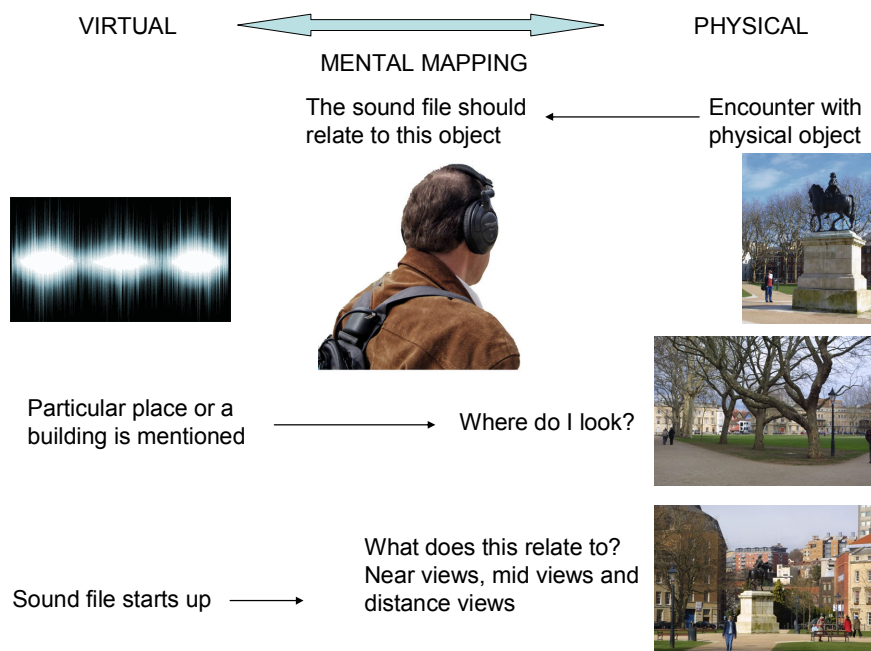 VIRTUAL
PHYSICAL
MENTAL MAPPING
The sound file should
relate to this object
Encounter with
physical object
Particular place or a
building is mentioned
Where do I look?
What does this relate to?
Near views, mid views and
distance views
Sound file starts up